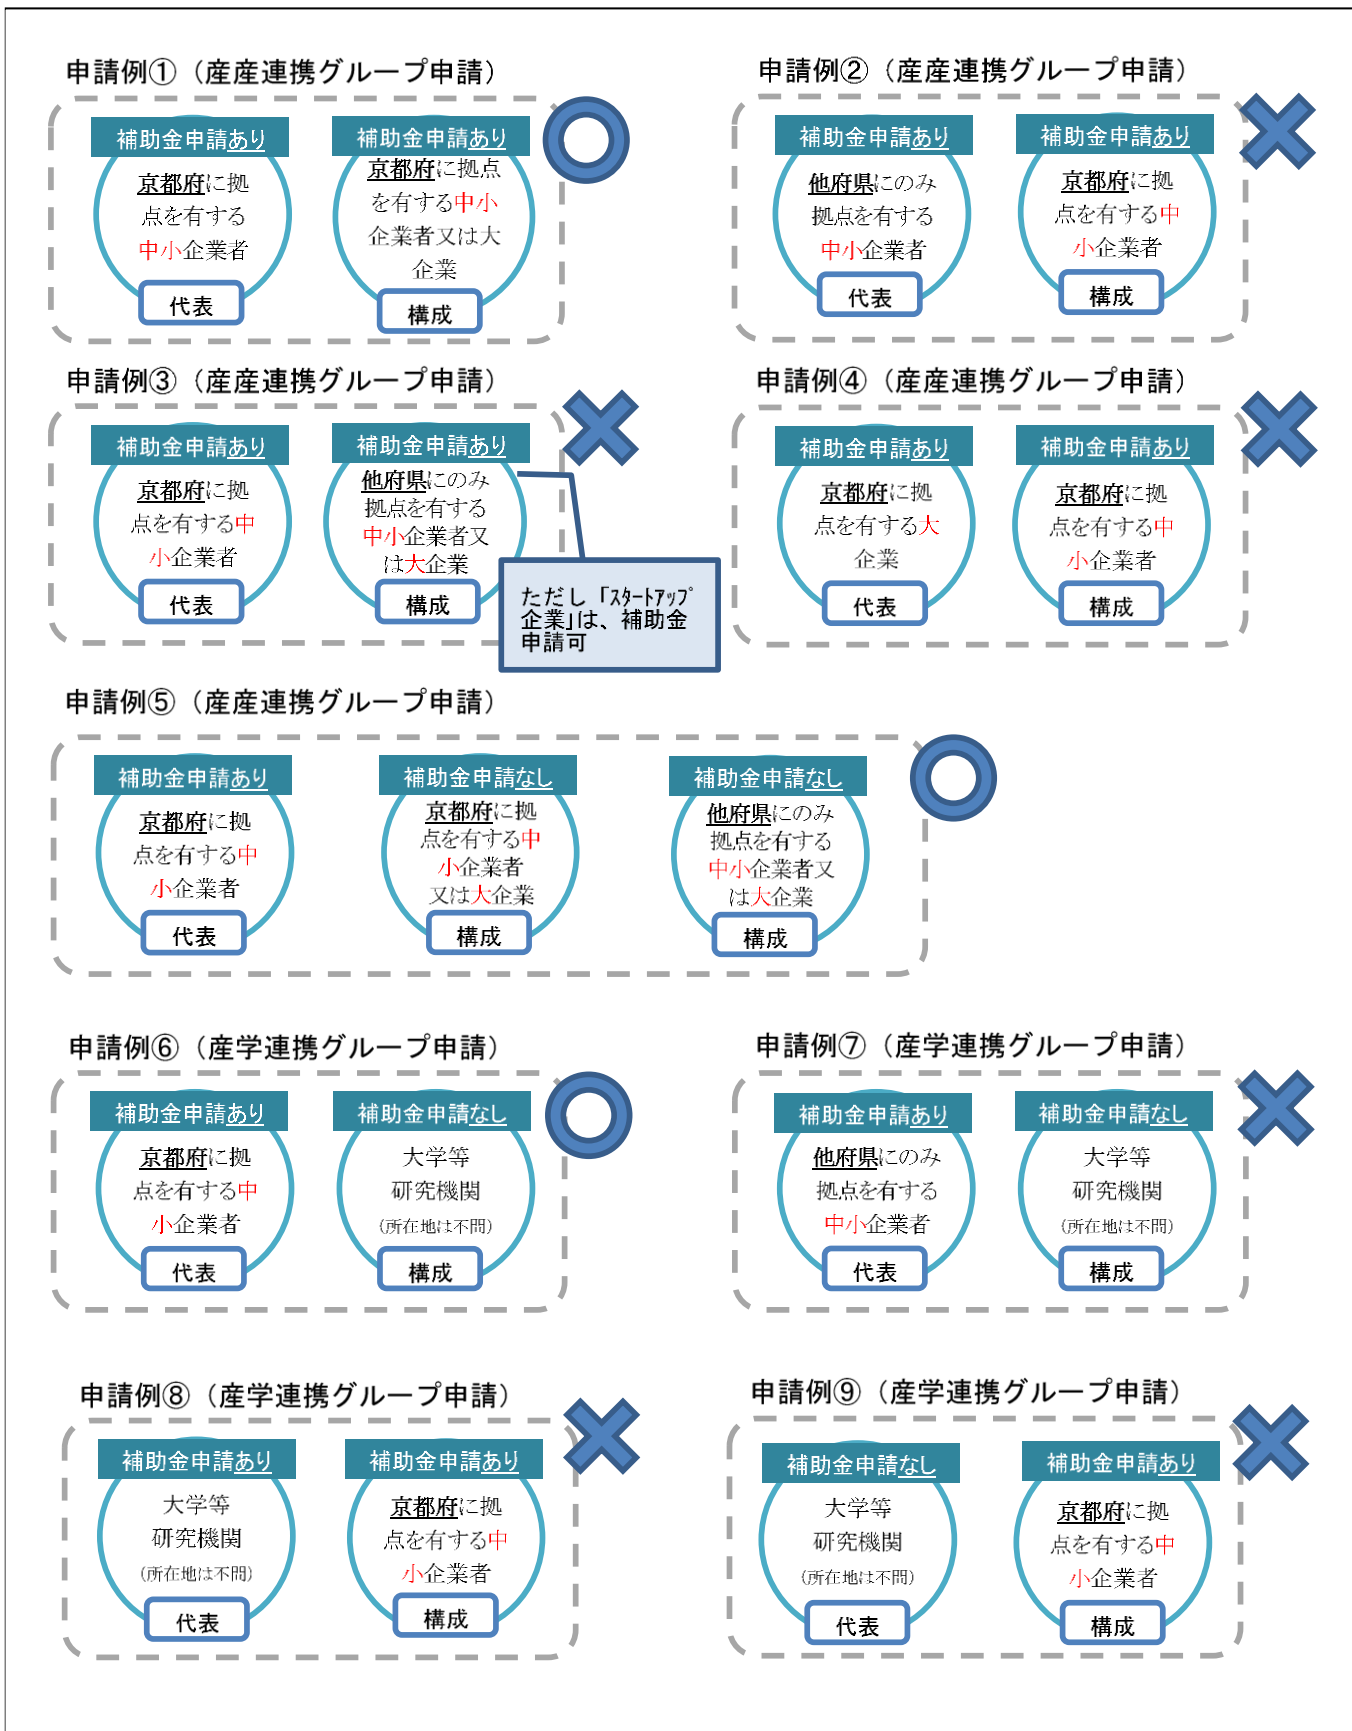 申請例①（産産連携グループ申請）
補助金申請あり
京都府に拠
点を有する
中小企業者
代表
補助金申請あり
京都府に拠点
を有する中小
企業者又は大
企業
構成
申請例②（産産連携グループ申請）
補助金申請あり
他府県にのみ
拠点を有する
中小企業者
代表
補助金申請あり
京都府に拠
点を有する中
小企業者
構成
申請例③（産産連携グループ申請）
補助金申請あり
京都府に拠
点を有する中
小企業者
代表
補助金申請あり
他府県にのみ
拠点を有する
中小企業者又
は大企業
構成
ただし「ｽﾀｰﾄｱｯﾌﾟ
企業」は、補助金
申請可
申請例④（産産連携グループ申請）
補助金申請あり
京都府に拠
点を有する大
企業
代表
補助金申請あり
京都府に拠
点を有する中
小企業者
構成
申請例⑤（産産連携グループ申請）
補助金申請あり
京都府に拠
点を有する中
小企業者
代表
補助金申請なし
京都府に拠
点を有する中
小企業者
又は大企業
構成
補助金申請なし
他府県にのみ
拠点を有する
中小企業者又
は大企業
構成
申請例⑥（産学連携グループ申請）
補助金申請あり
京都府に拠
点を有する中
小企業者
代表
補助金申請なし
大学等
研究機関
（所在地は不問）
構成
申請例⑦（産学連携グループ申請）
補助金申請あり
他府県にのみ
拠点を有する
中小企業者
代表
補助金申請なし
大学等
研究機関
（所在地は不問）
構成
申請例⑧（産学連携グループ申請）
補助金申請あり
大学等
研究機関
（所在地は不問）
代表
補助金申請あり
京都府に拠
点を有する中
小企業者
構成
申請例⑨（産学連携グループ申請）
補助金申請なし
大学等
研究機関
（所在地は不問）
代表
補助金申請あり
京都府に拠
点を有する中
小企業者
構成